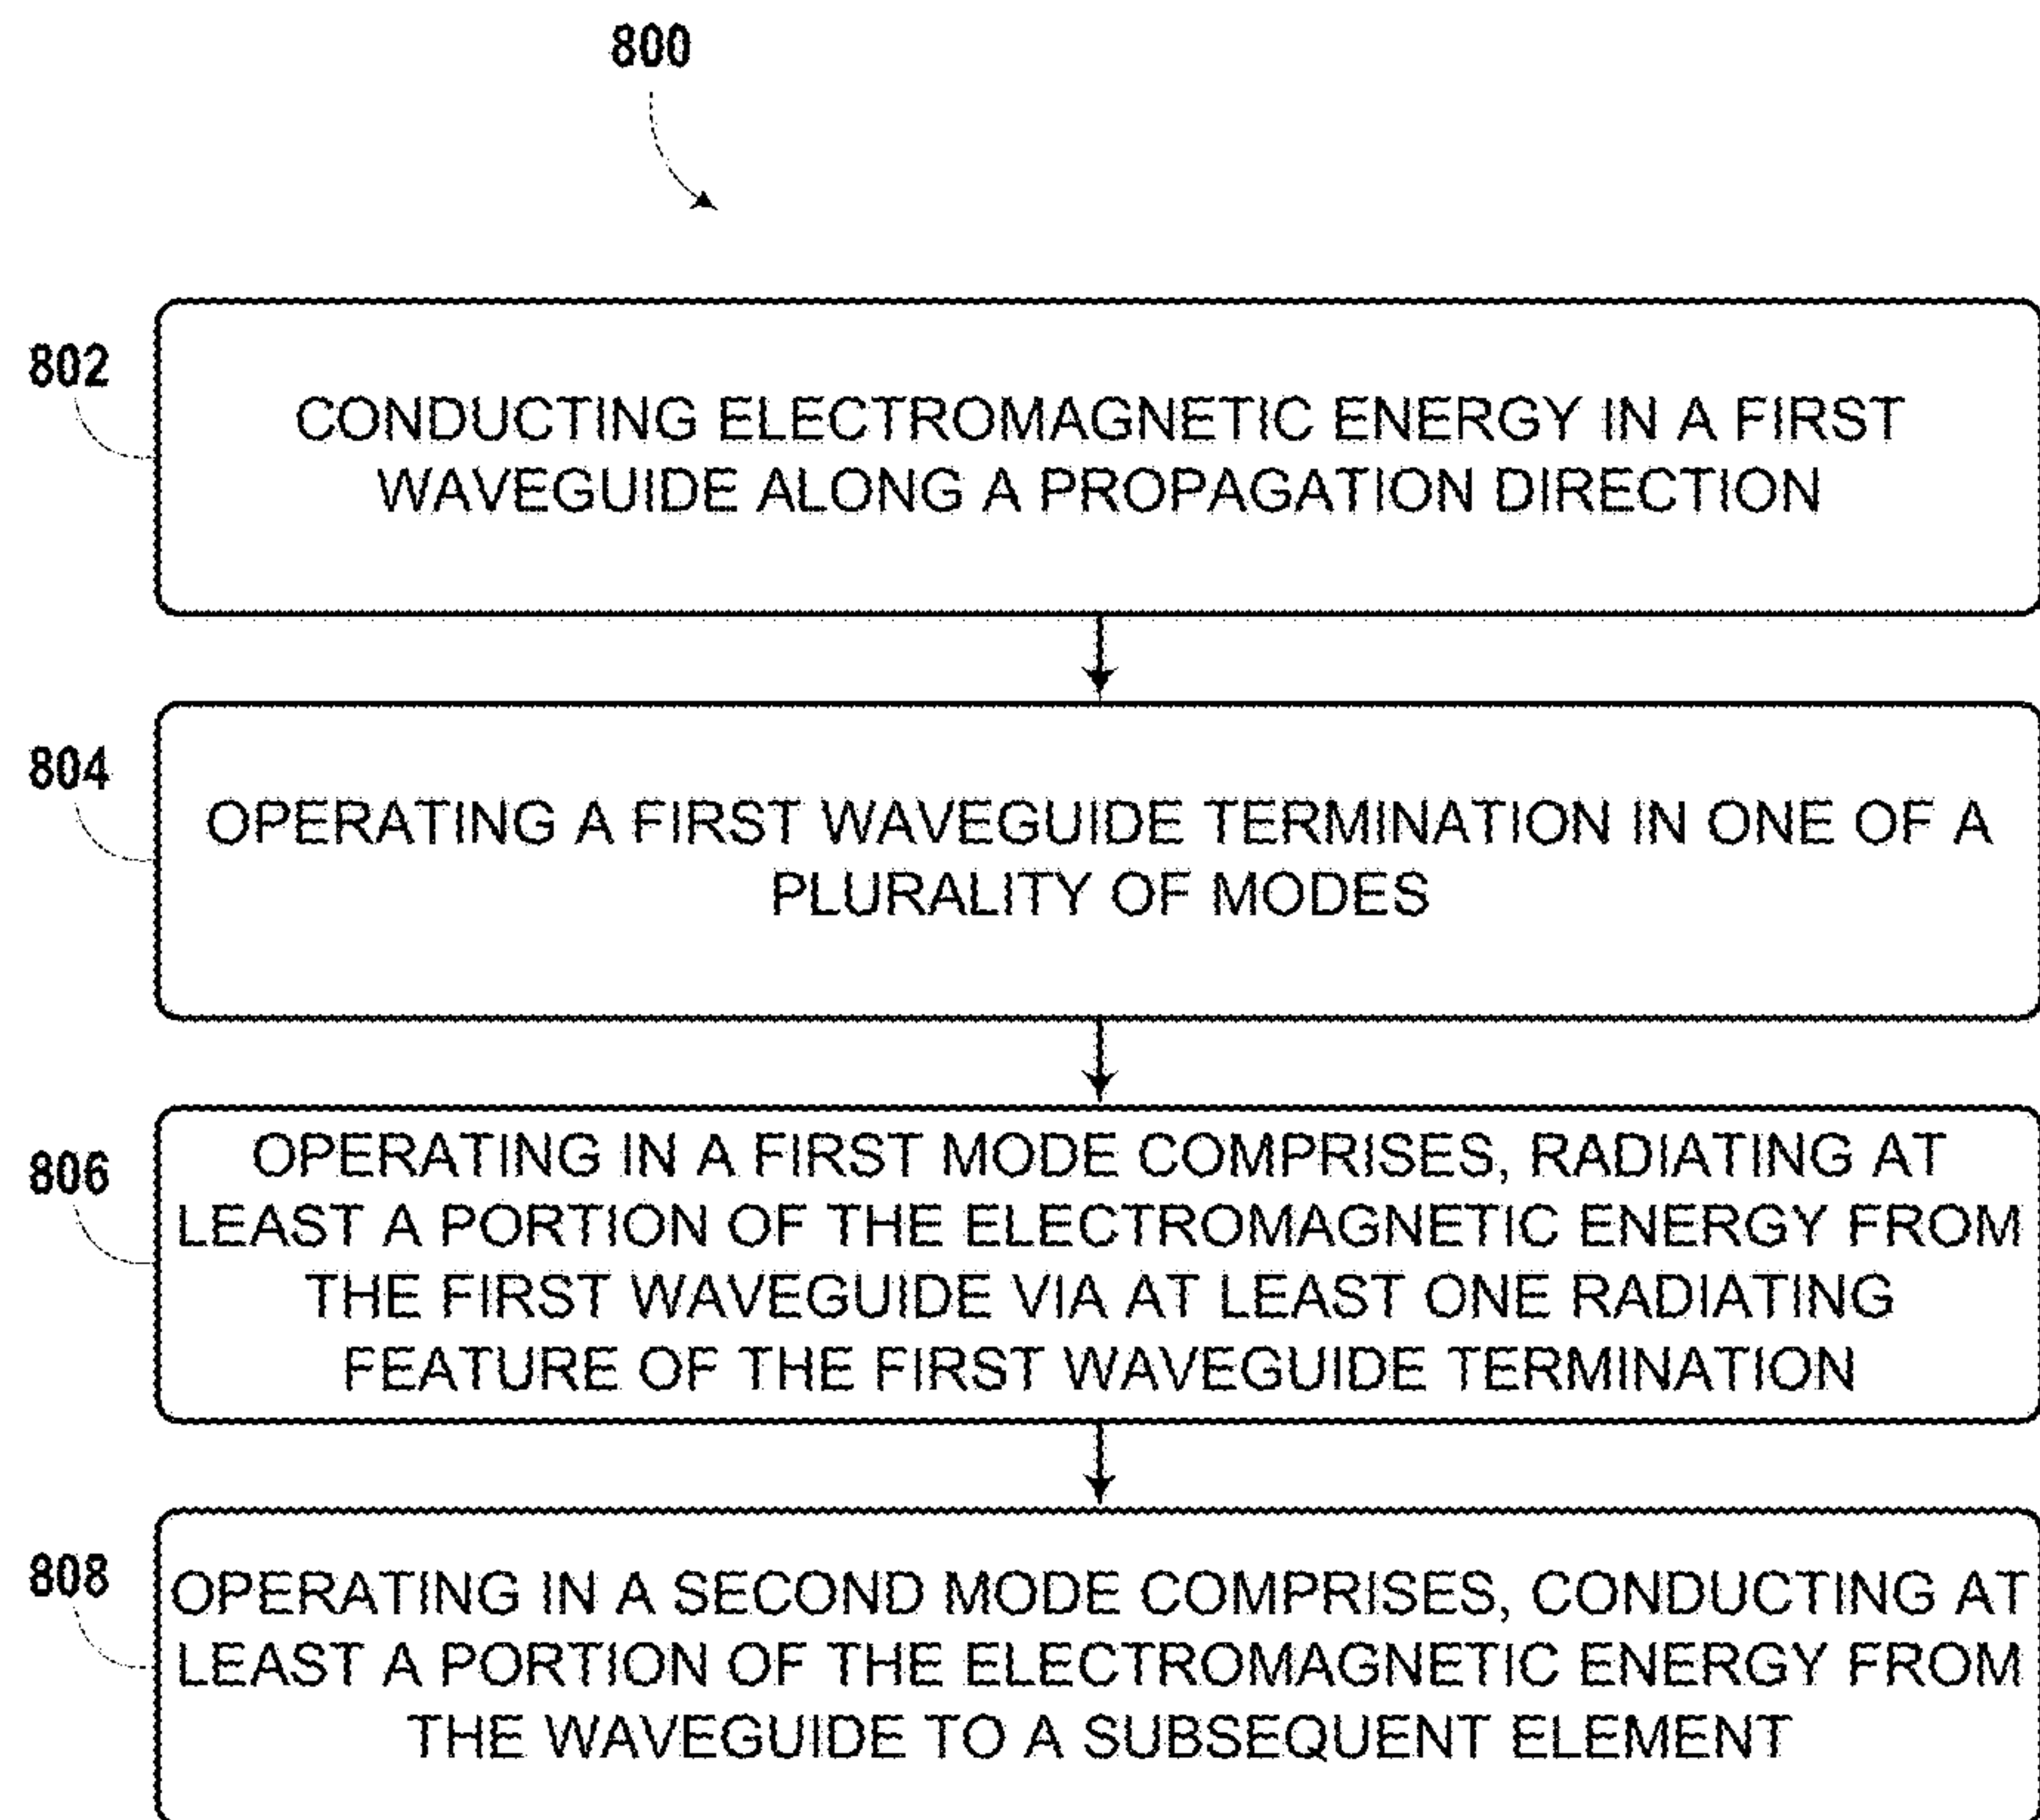 800
802
CONDUCTING ELECTROMAGNETIC ENERGY IN A FIRST
WAVEGUIDE ALONG A PROPAGATION DIRECTION
804
OPERATING A FIRST WAVEGUIDE TERMINATION IN ONE OF A
PLURALITY OF MODES
806
OPERATING IN A FIRST MODE COMPRISES, RADIATING AT
LEAST A PORTION OF THE ELECTROMAGNETIC ENERGY FROM
THE FIRST WAVEGUIDE VIA AT LEAST ONE RADIATING
FEATURE OF THE FIRST WAVEGUIDE TERMINATION
808
OPERATING IN A SECOND MODE COMPRISES, CONDUCTING AT
LEAST A PORTION OF THE ELECTROMAGNETIC ENERGY FROM
THE WAVEGUIDE TO A SUBSEQUENT ELEMENT